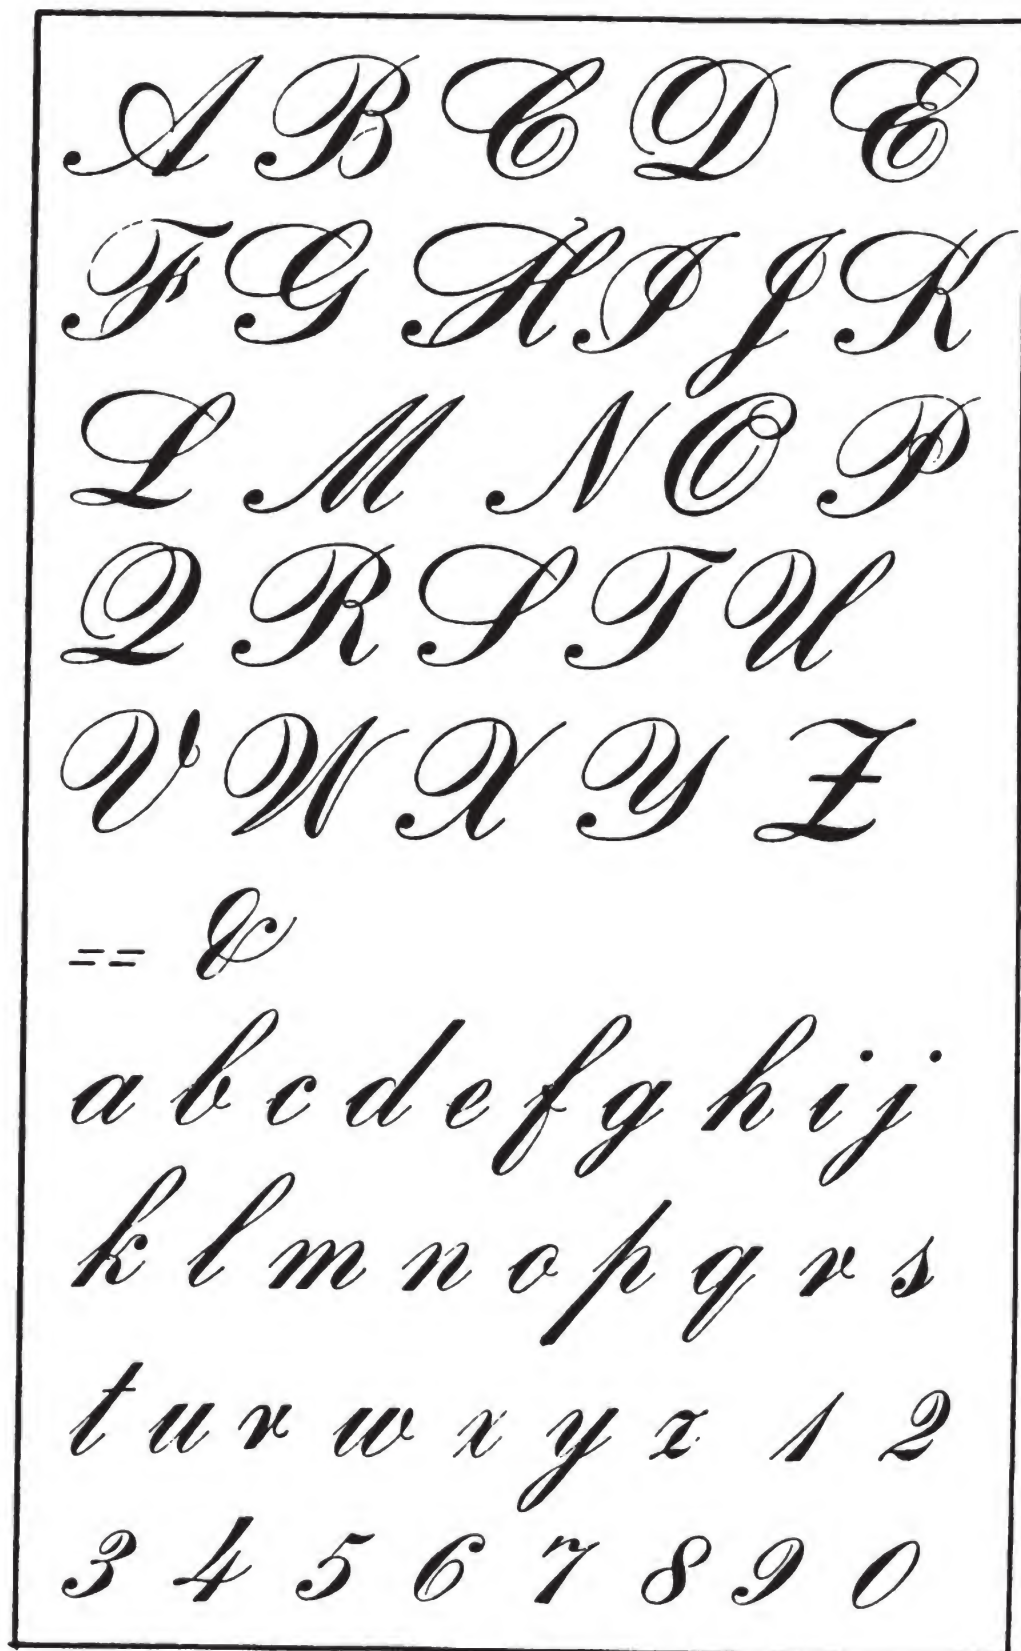 A B C D E
F G H I J K
L M N O P
Q R S T U
V W X Y Z
== &
a b c d e f g h i j
k l m n o p q r s
t u v w x y z 1 2
3 4 5 6 7 8 9 0